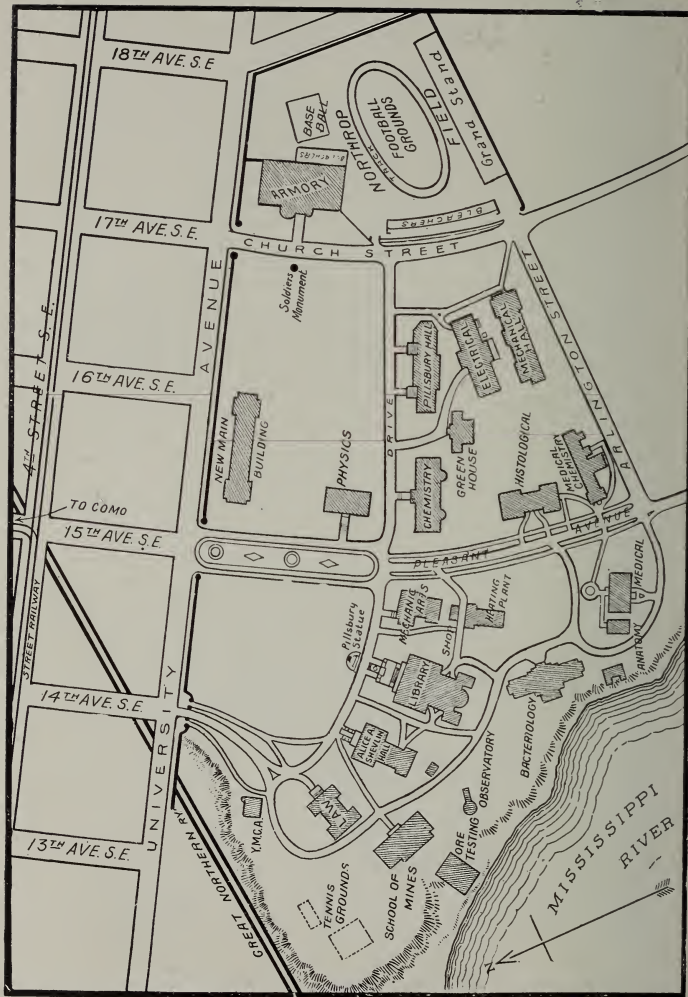 18TH AVE. S.E
17TH AVE. S.E.
16TH AVE. S.E.
15TH AVE. S.E.
14TH AVE. S.E.
13TH AVE. S.E.
4TH STREET S.E.
TO COMO
STREET RAILWAY
UNIVERSITY
AVENUE
GREAT NORTHERN RY.
BASE
BALL
BLEACHERS
ARMORY
NORTHROP
FIELD
TRACK
FOOTBALL
GROUNDS
Grand Stand
BLEACHERS
CHURCH STREET
Soldiers
Monument
NEW MAIN
BUILDING
PHYSICS
DRIVE
PILLSBURY HALL
ELECTRICAL
MECHANICAL
HALL
ARLINGTON STREET
GREEN
HOUSE
CHEMISTRY
HISTOLOGICAL
MEDICAL
CHEMISTRY
PLEASANT
AVENUE
MECHANIC
ARTS
SHOP
HEATING
PLANT
MEDICAL
ANATOMY
Pillsbury
Statue
LIBRARY
ALICE A.
SHEVLIN
HALL
BACTERIOLOGY
OBSERVATORY
LAW
Y.M.C.A.
ORE
TESTING
SCHOOL OF
MINES
TENNIS
GROUNDS
MISSISSIPPI
RIVER
N